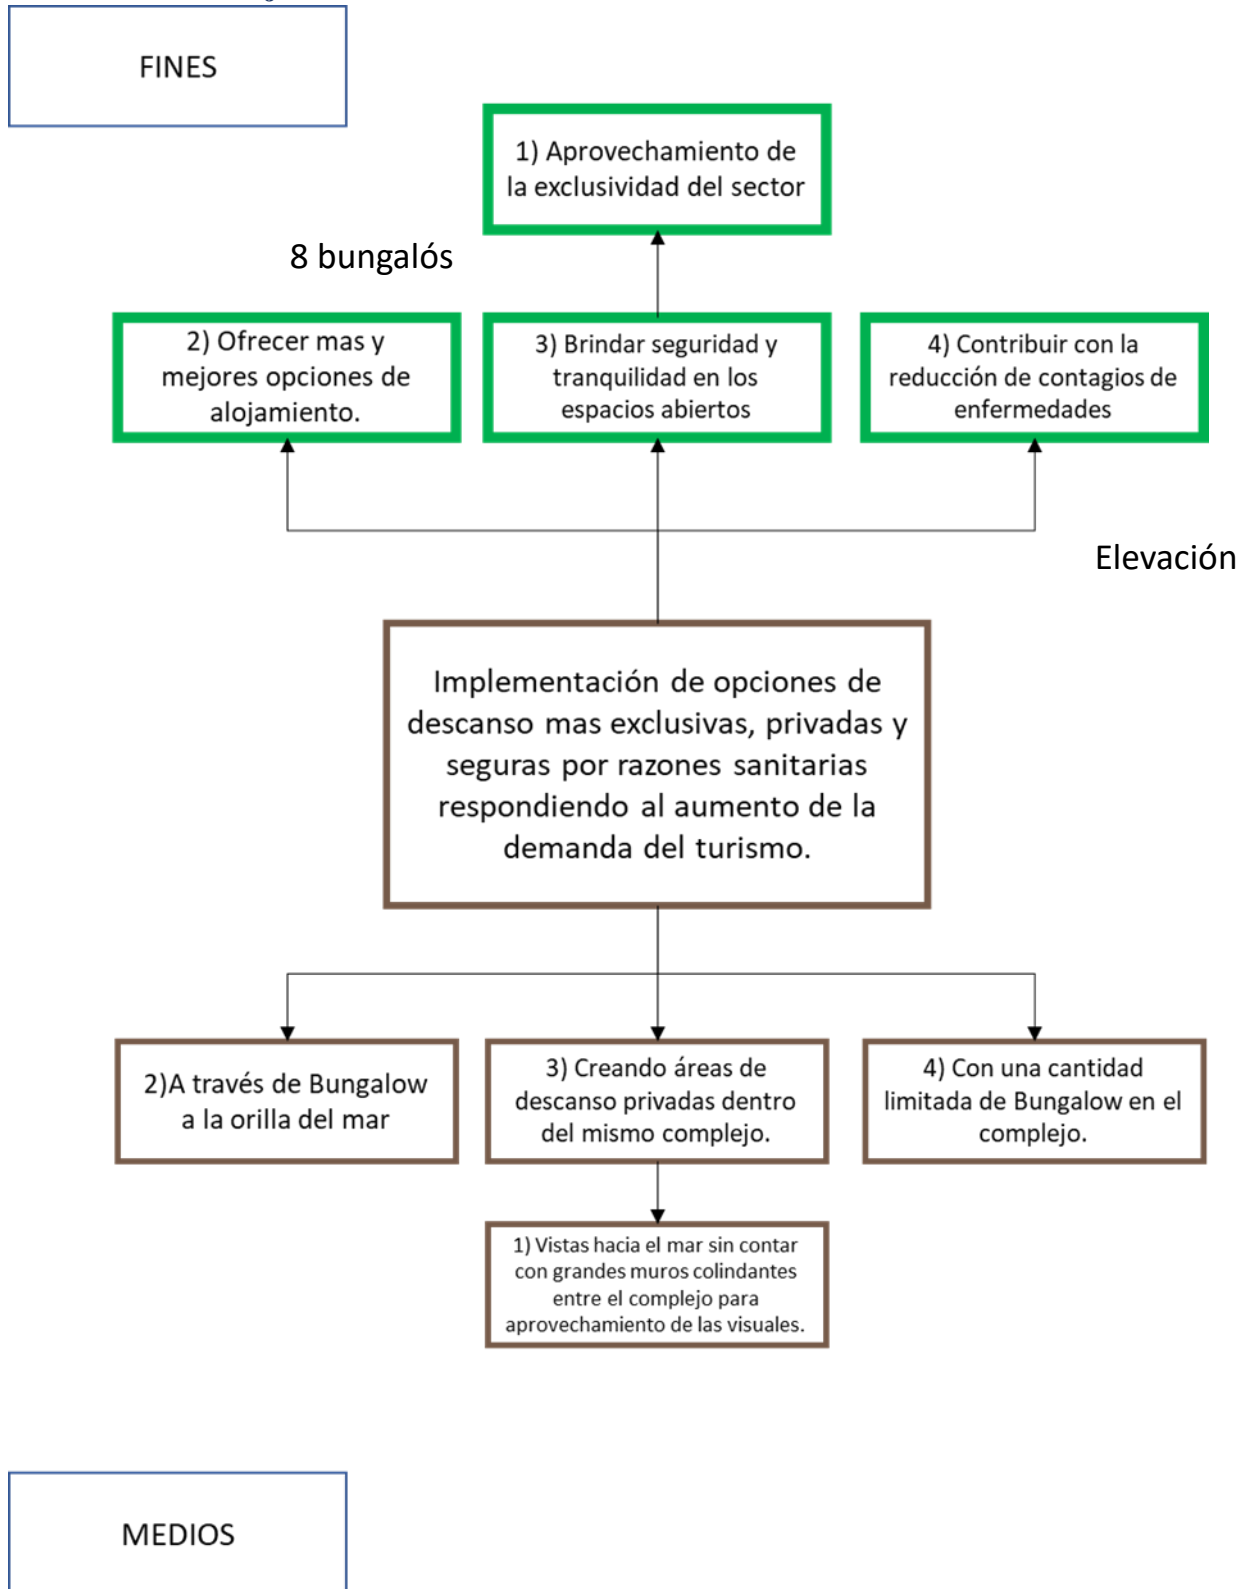 FINES
1) Aprovechamiento de
la exclusividad del sector
8 bungalós
2) Ofrecer mas y
mejores opciones de
alojamiento.
3) Brindar seguridad y
tranquilidad en los
espacios abiertos
4) Contribuir con la
reducción de contagios de
enfermedades
Elevación
Implementación de opciones de
descanso mas exclusivas, privadas y
seguras por razones sanitarias
respondiendo al aumento de la
demanda del turismo.
2)A través de Bungalow
a la orilla del mar
3) Creando áreas de
descanso privadas dentro
del mismo complejo.
4) Con una cantidad
limitada de Bungalow en el
complejo.
1) Vistas hacia el mar sin contar
con grandes muros colindantes
entre el complejo para
aprovechamiento de las visuales.
MEDIOS